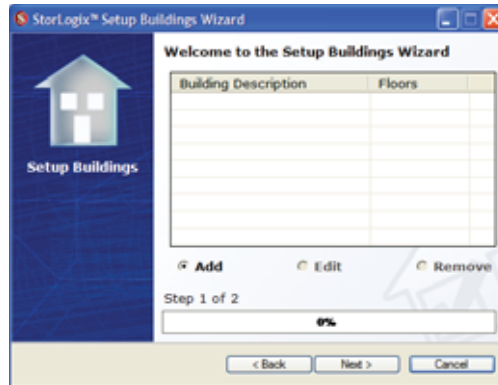 StorLogix™ Setup Buildings Wizard
Welcome to the Setup Buildings Wizard
Building Description Floors
Setup Buildings
Add Edit Remove
Step 1 of 2
0%
< Back Next > Cancel